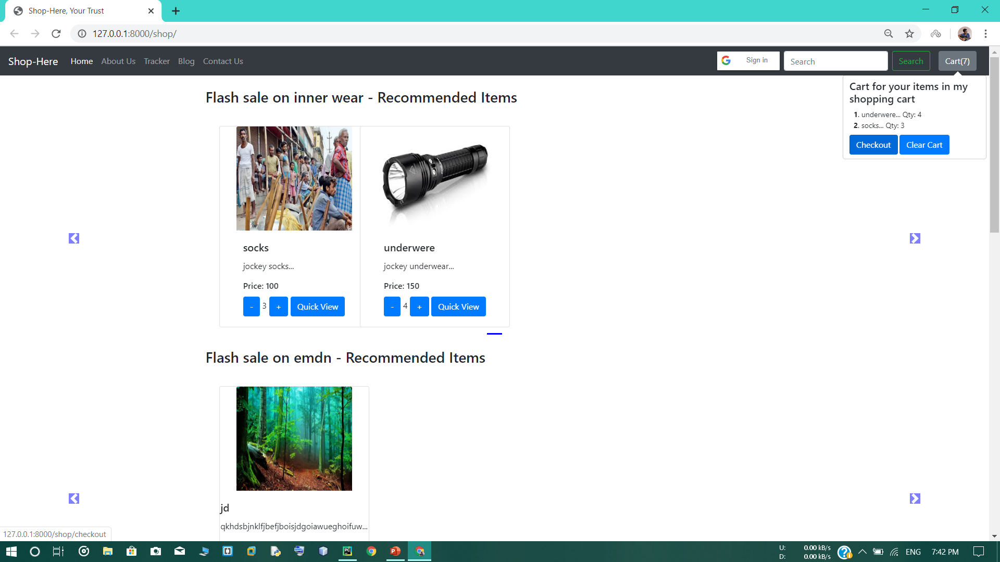 Shop-Here, Your Trust
127.0.0.1:8000/shop/
Shop-Here Home About Us Tracker Blog Contact Us Sign in Search Search Cart(7)
Cart for your items in my
shopping cart
1. underwere... Qty: 4
2. socks... Qty: 3
Checkout Clear Cart
Flash sale on inner wear - Recommended Items
socks
jockey socks...
Price: 100
- 3 + Quick View
underwere
jockey underwear...
Price: 150
- 4 + Quick View
Flash sale on emdn - Recommended Items
jd
qkhdsbjnklfjbefjboisjdgoiawueghoifuw...
127.0.0.1:8000/shop/checkout
U: 0.00 kB/s
D: 0.00 kB/s
ENG 7:42 PM